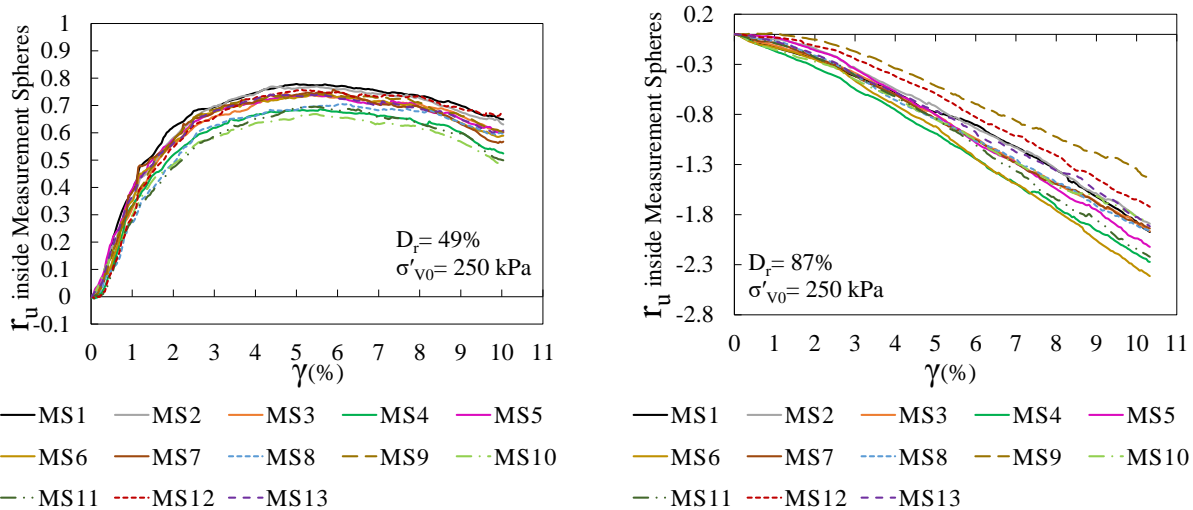 r_u inside Measurement Spheres
1
0.9
0.8
0.7
0.6
0.5
0.4
0.3
0.2
0.1
0
-0.1
D_r= 49%
σ′_V0= 250 kPa
0 1 2 3 4 5 6 7 8 9 10 11
γ(%)
MS1 MS2 MS3 MS4 MS5
MS6 MS7 MS8 MS9 MS10
MS11 MS12 MS13
r_u inside Measurement Spheres
-0.2
-0.3
-0.8
-1.3
-1.8
-2.3
-2.8
D_r= 87%
σ′_V0= 250 kPa
0 1 2 3 4 5 6 7 8 9 10 11
γ(%)
MS1 MS2 MS3 MS4 MS5
MS6 MS7 MS8 MS9 MS10
MS11 MS12 MS13